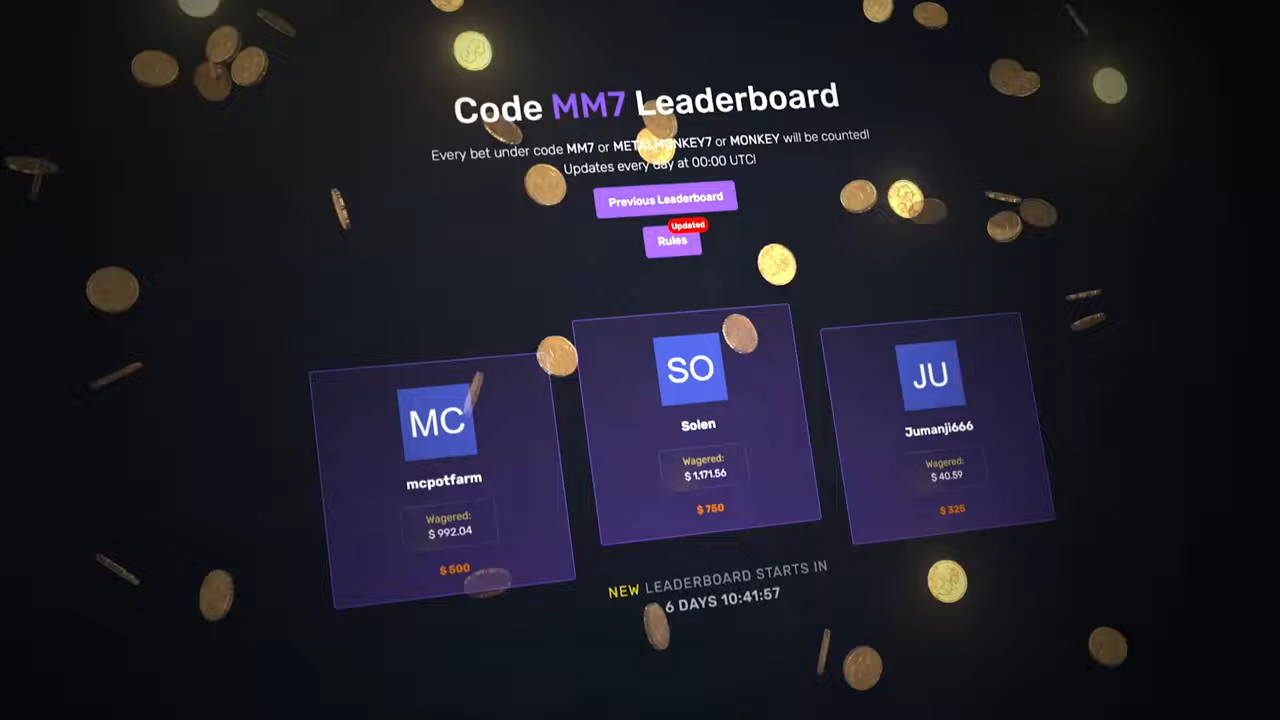 Code MM7 Leaderboard
Every bet under code MM7 or METALMONKEY7 or MONKEY will be counted!
Updates every day at 00:00 UTC!
Previous Leaderboard
Updated
Rules
MC
mcpotfarm
Wagered:
$ 992.04
$ 500
SO
Solen
Wagered:
$ 1,171.56
$ 750
JU
Jumanji666
Wagered:
$ 40.59
$ 325
NEW LEADERBOARD STARTS IN
6 DAYS 10:41:57